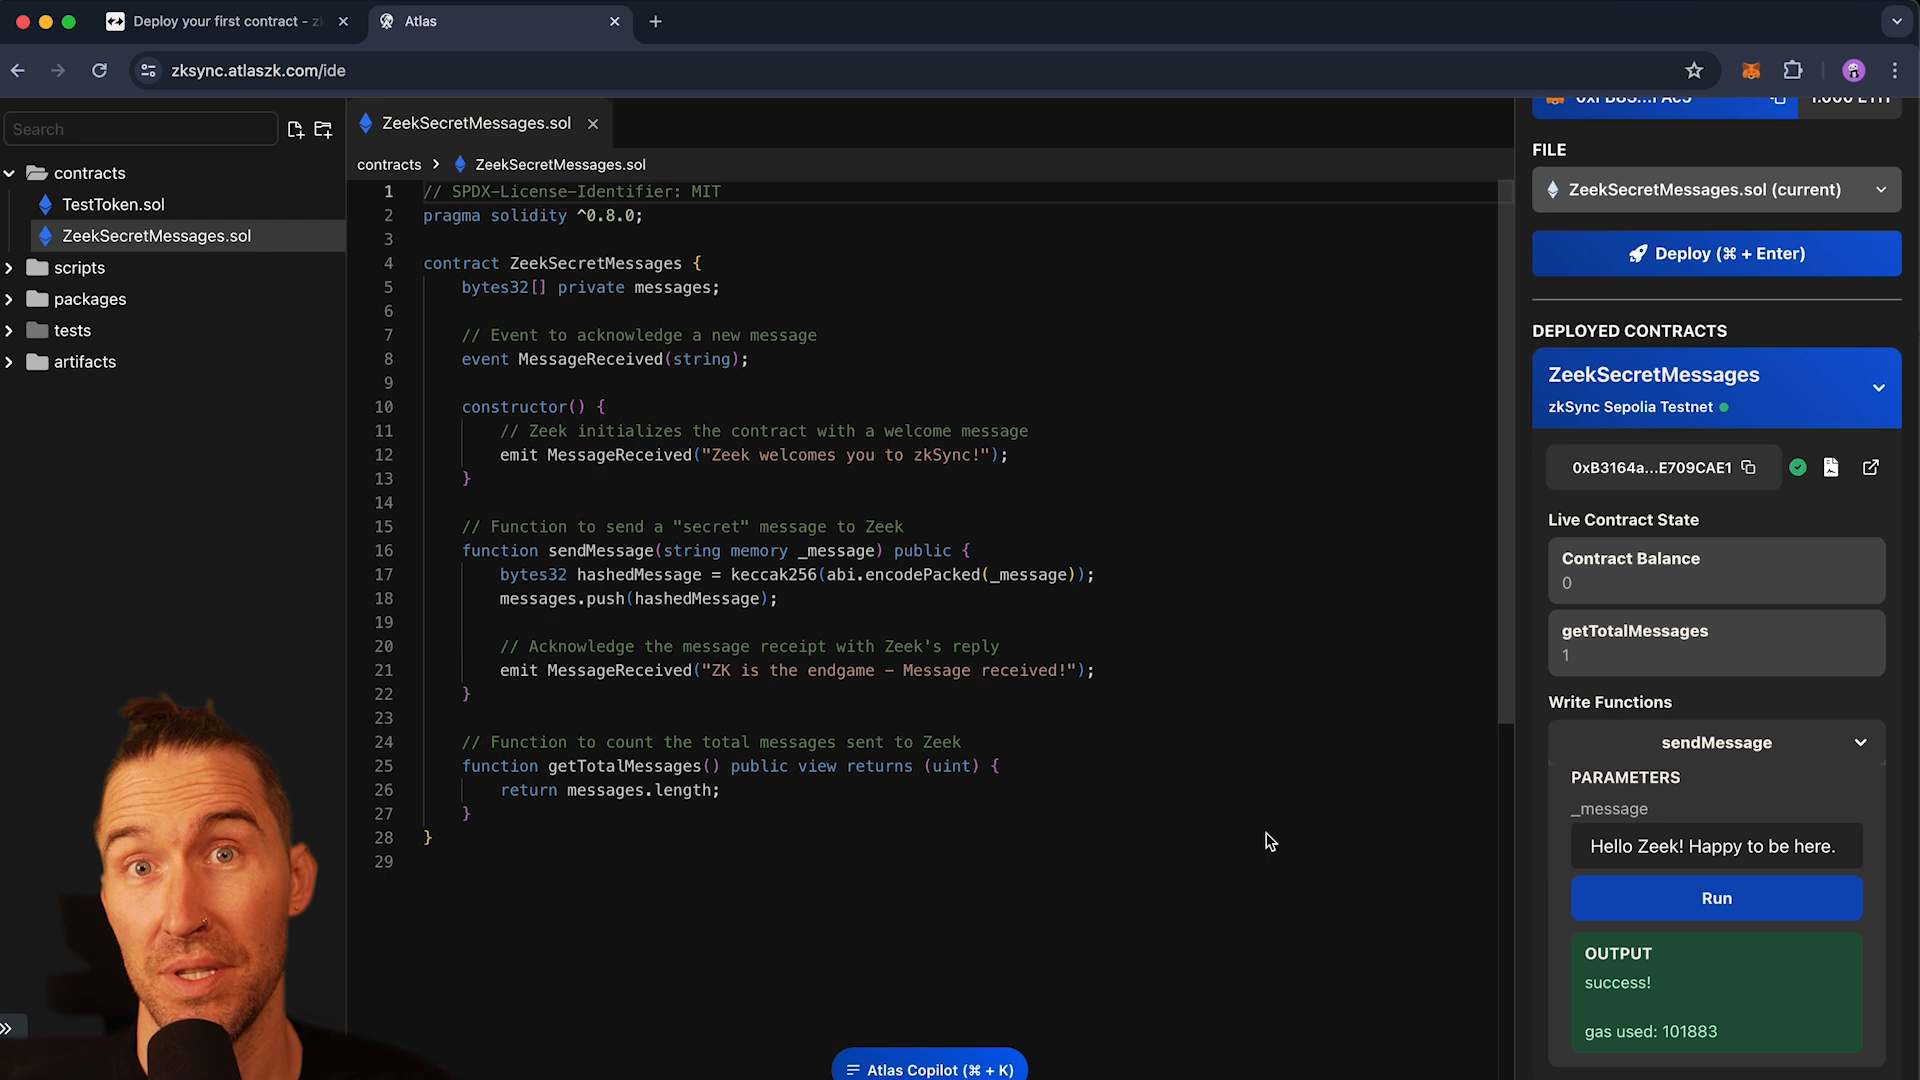 Deploy your first contract - z
Atlas
zksync.atlaszk.com/ide
Search
contracts
TestToken.sol
ZeekSecretMessages.sol
scripts
packages
tests
artifacts
ZeekSecretMessages.sol
contracts > ZeekSecretMessages.sol
1 // SPDX-License-Identifier: MIT
2 pragma solidity ^0.8.0;
3
4 contract ZeekSecretMessages {
5 bytes32[] private messages;
6
7 // Event to acknowledge a new message
8 event MessageReceived(string);
9
10 constructor() {
11 // Zeek initializes the contract with a welcome message
12 emit MessageReceived("Zeek welcomes you to zkSync!");
13 }
14
15 // Function to send a "secret" message to Zeek
16 function sendMessage(string memory _message) public {
17 bytes32 hashedMessage = keccak256(abi.encodePacked(_message));
18 messages.push(hashedMessage);
19
20 // Acknowledge the message receipt with Zeek's reply
21 emit MessageReceived("ZK is the endgame – Message received!");
22 }
23
24 // Function to count the total messages sent to Zeek
25 function getTotalMessages() public view returns (uint) {
26 return messages.length;
27 }
28 }
29
Atlas Copilot (⌘ + K)
FILE
ZeekSecretMessages.sol (current)
Deploy (⌘ + Enter)
DEPLOYED CONTRACTS
ZeekSecretMessages
zkSync Sepolia Testnet
0xB3164a...E709CAE1
Live Contract State
Contract Balance
0
getTotalMessages
1
Write Functions
sendMessage
PARAMETERS
_message
Hello Zeek! Happy to be here.
Run
OUTPUT
success!
gas used: 101883